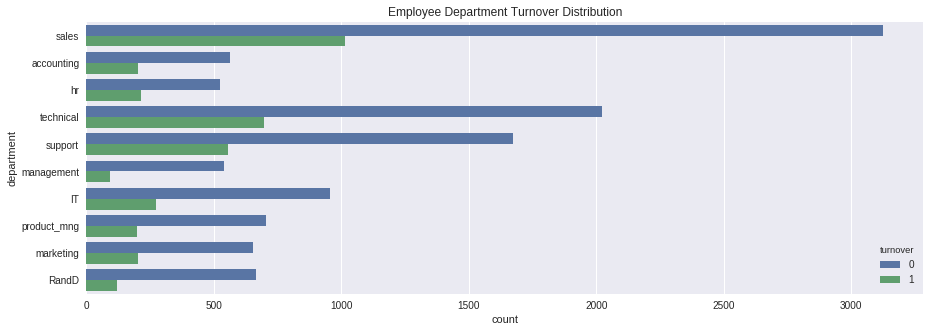 Employee Department Turnover Distribution
sales
accounting
hr
technical
support
management
IT
product_mng
marketing
RandD
department
0 500 1000 1500 2000 2500 3000
count
turnover
0
1